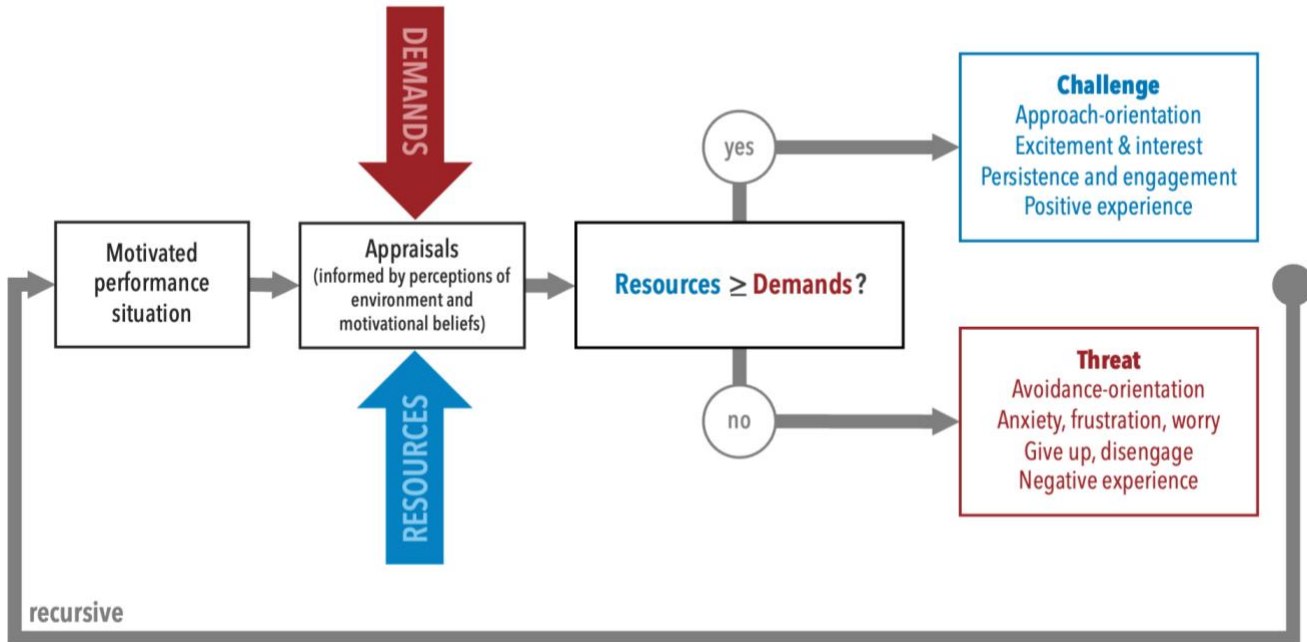 DEMANDS
Motivated
performance
situation
Appraisals
(informed by perceptions of
environment and
motivational beliefs)
RESOURCES
Resources ≥ Demands?
yes
no
Challenge
Approach-orientation
Excitement & interest
Persistence and engagement
Positive experience
Threat
Avoidance-orientation
Anxiety, frustration, worry
Give up, disengage
Negative experience
recursive